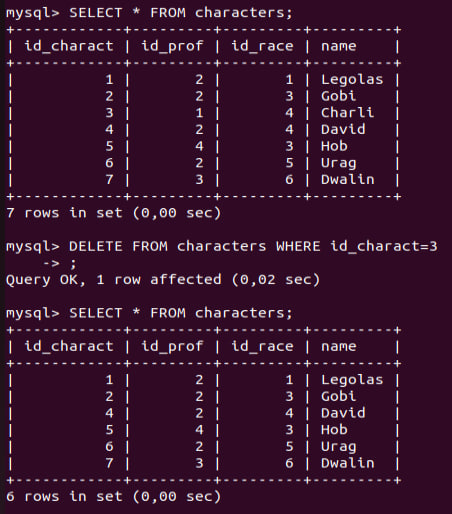 mysql> SELECT * FROM characters;
+------------+---------+---------+---------+
| id_charact | id_prof | id_race | name    |
+------------+---------+---------+---------+
|          1 |       2 |       1 | Legolas |
|          2 |       2 |       3 | Gobi    |
|          3 |       1 |       4 | Charli  |
|          4 |       2 |       4 | David   |
|          5 |       4 |       3 | Hob     |
|          6 |       2 |       5 | Urag    |
|          7 |       3 |       6 | Dwalin  |
+------------+---------+---------+---------+
7 rows in set (0,00 sec)
mysql> DELETE FROM characters WHERE id_charact=3
    -> ;
Query OK, 1 row affected (0,02 sec)
mysql> SELECT * FROM characters;
+------------+---------+---------+---------+
| id_charact | id_prof | id_race | name    |
+------------+---------+---------+---------+
|          1 |       2 |       1 | Legolas |
|          2 |       2 |       3 | Gobi    |
|          4 |       2 |       4 | David   |
|          5 |       4 |       3 | Hob     |
|          6 |       2 |       5 | Urag    |
|          7 |       3 |       6 | Dwalin  |
+------------+---------+---------+---------+
6 rows in set (0,00 sec)